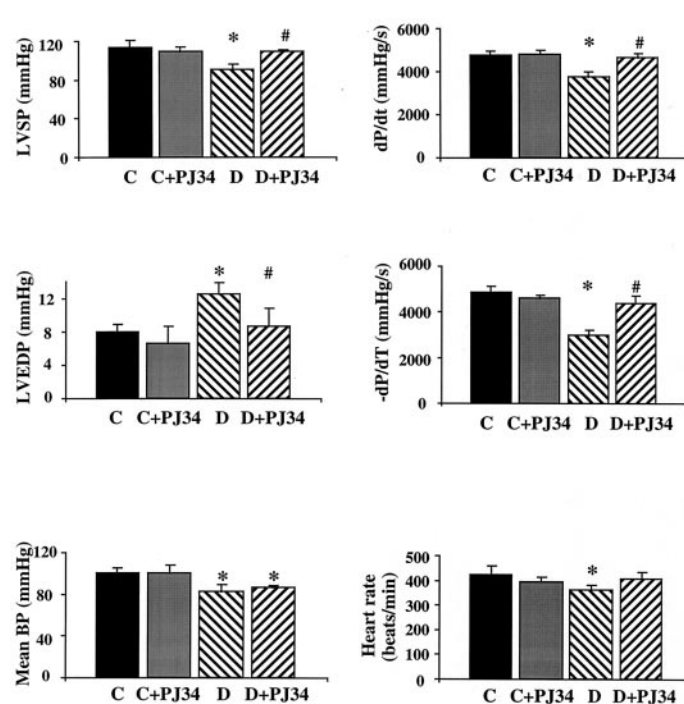 LVSP (mmHg)
120
80
40
0
*
#
C C+PJ34 D D+PJ34
dP/dt (mmHg/s)
6000
4000
2000
0
*
#
C C+PJ34 D D+PJ34
LVEDP (mmHg)
12
8
4
0
*
#
C C+PJ34 D D+PJ34
-dP/dT (mmHg/s)
6000
4000
2000
0
*
#
C C+PJ34 D D+PJ34
Mean BP (mmHg)
120
80
40
0
*
*
C C+PJ34 D D+PJ34
Heart rate
(beats/min)
500
400
300
200
100
0
*
C C+PJ34 D D+PJ34